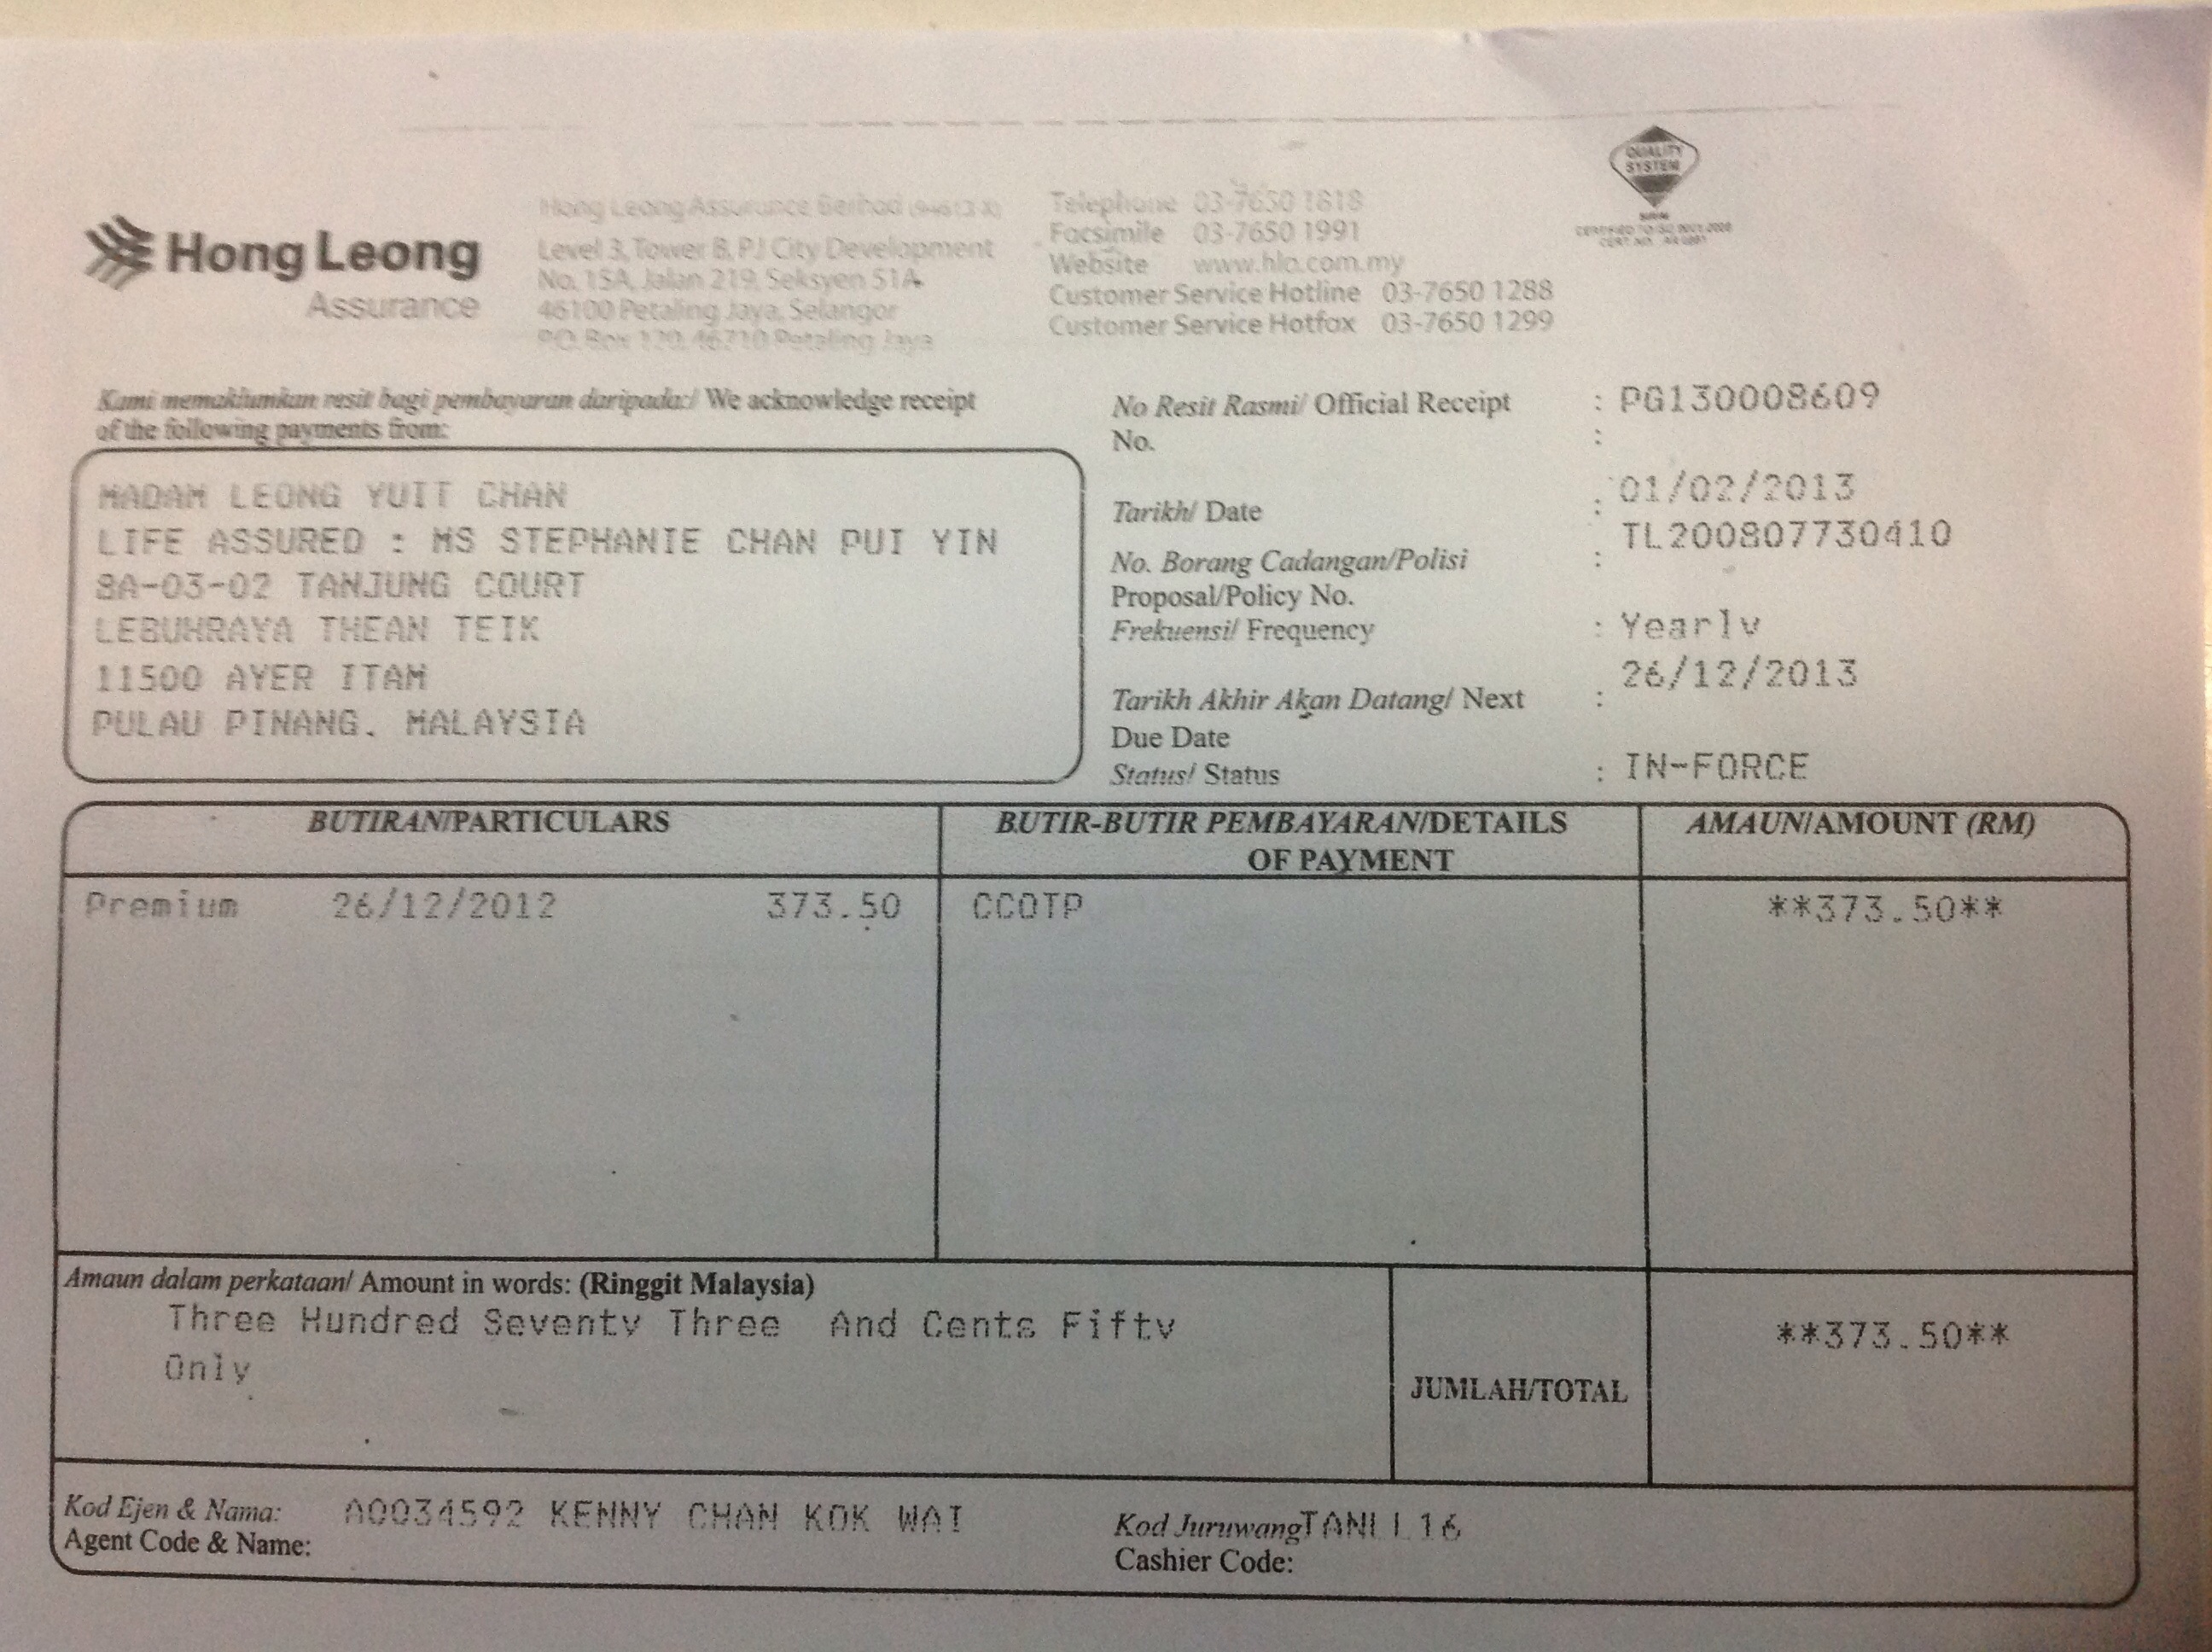 QUALITY
SYSTEM
Hong Leong
Assurance
Hong Leong Assurance Berhad (94613-X)
Level 3, Tower B, PJ City Development
No. 15A, Jalan 219, Seksyen 51A
46100 Petaling Jaya, Selangor
P.O. Box 120, 46710 Petaling Jaya
Telephone 03-7650 1818
Facsimile 03-7650 1991
Website www.hla.com.my
Customer Service Hotline 03-7650 1288
Customer Service Hotfax 03-7650 1299
Kami memaklumkan resit bagi pembayaran daripada:/ We acknowledge receipt
of the following payments from:
MADAM LEONG YUIT CHAN
LIFE ASSURED : MS STEPHANIE CHAN PUI YIN
8A-03-02 TANJUNG COURT
LEBUHRAYA THEAN TEIK
11500 AYER ITAM
PULAU PINANG. MALAYSIA
No Resit Rasmi/ Official Receipt : PG130008609
No. :
Tarikh/ Date : 01/02/2013
No. Borang Cadangan/Polisi : TL200807730410
Proposal/Policy No.
Frekuensi/ Frequency : Yearly
Tarikh Akhir Akan Datang/ Next : 26/12/2013
Due Date
Status/ Status : IN-FORCE
BUTIRAN/PARTICULARS
BUTIR-BUTIR PEMBAYARAN/DETAILS
OF PAYMENT
AMAUN/AMOUNT (RM)
Premium 26/12/2012 373.50 CCOTP **373.50**
Amaun dalam perkataan/ Amount in words: (Ringgit Malaysia)
Three Hundred Seventy Three And Cents Fifty
Only
JUMLAH/TOTAL **373.50**
Kod Ejen & Nama: A0034592 KENNY CHAN KOK WAI
Agent Code & Name:
Kod Juruwang TANLL16
Cashier Code: